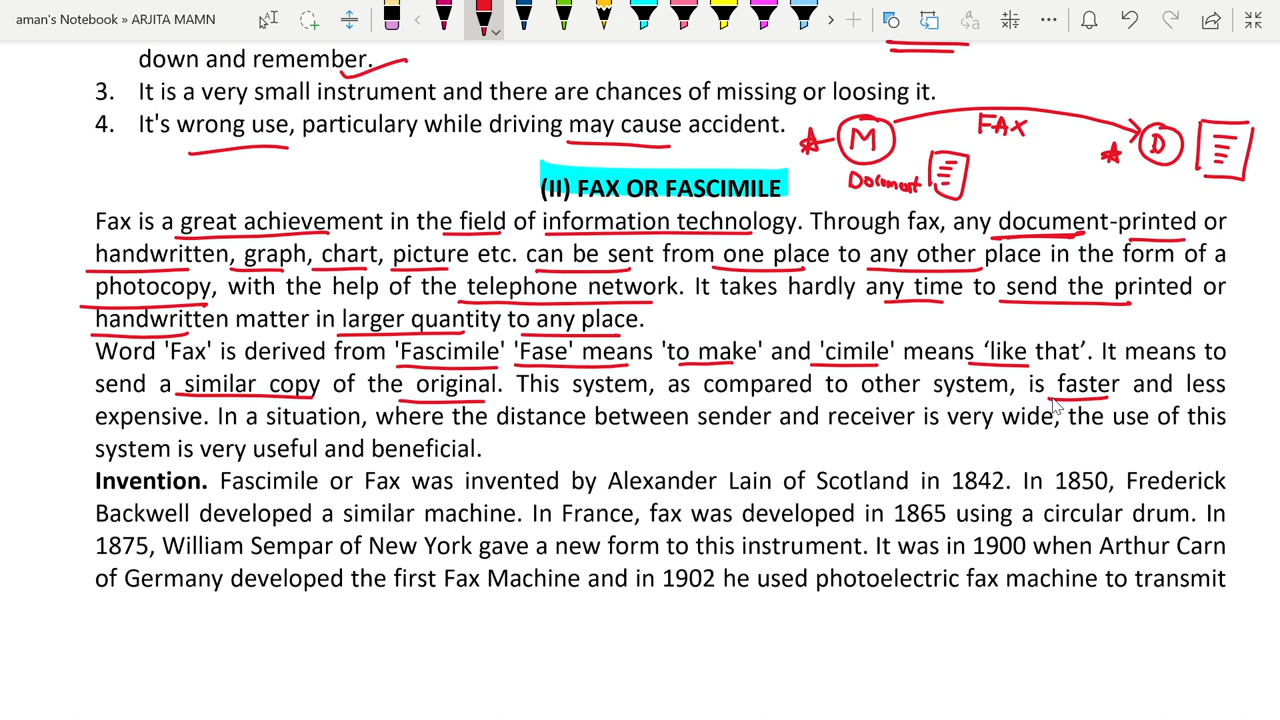 aman's Notebook » ARJITA MAMN
down and remember.
3. It is a very small instrument and there are chances of missing or loosing it.
4. It's wrong use, particulary while driving may cause accident.
M FAX D
Document
(II) FAX OR FASCIMILE
Fax is a great achievement in the field of information technology. Through fax, any document-printed or
handwritten, graph, chart, picture etc. can be sent from one place to any other place in the form of a
photocopy, with the help of the telephone network. It takes hardly any time to send the printed or
handwritten matter in larger quantity to any place.
Word 'Fax' is derived from 'Fascimile' 'Fase' means 'to make' and 'cimile' means ‘like that’. It means to
send a similar copy of the original. This system, as compared to other system, is faster and less
expensive. In a situation, where the distance between sender and receiver is very wide, the use of this
system is very useful and beneficial.
Invention. Fascimile or Fax was invented by Alexander Lain of Scotland in 1842. In 1850, Frederick
Backwell developed a similar machine. In France, fax was developed in 1865 using a circular drum. In
1875, William Sempar of New York gave a new form to this instrument. It was in 1900 when Arthur Carn
of Germany developed the first Fax Machine and in 1902 he used photoelectric fax machine to transmit